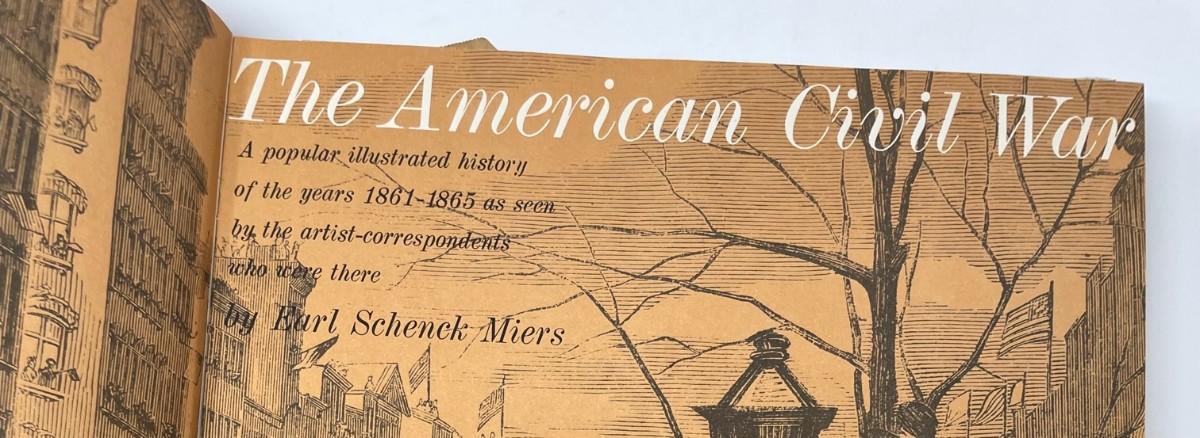 The American Civil War
A popular illustrated history
of the years 1861-1865 as seen
by the artist-correspondents
who were there
by Earl Schenck Miers